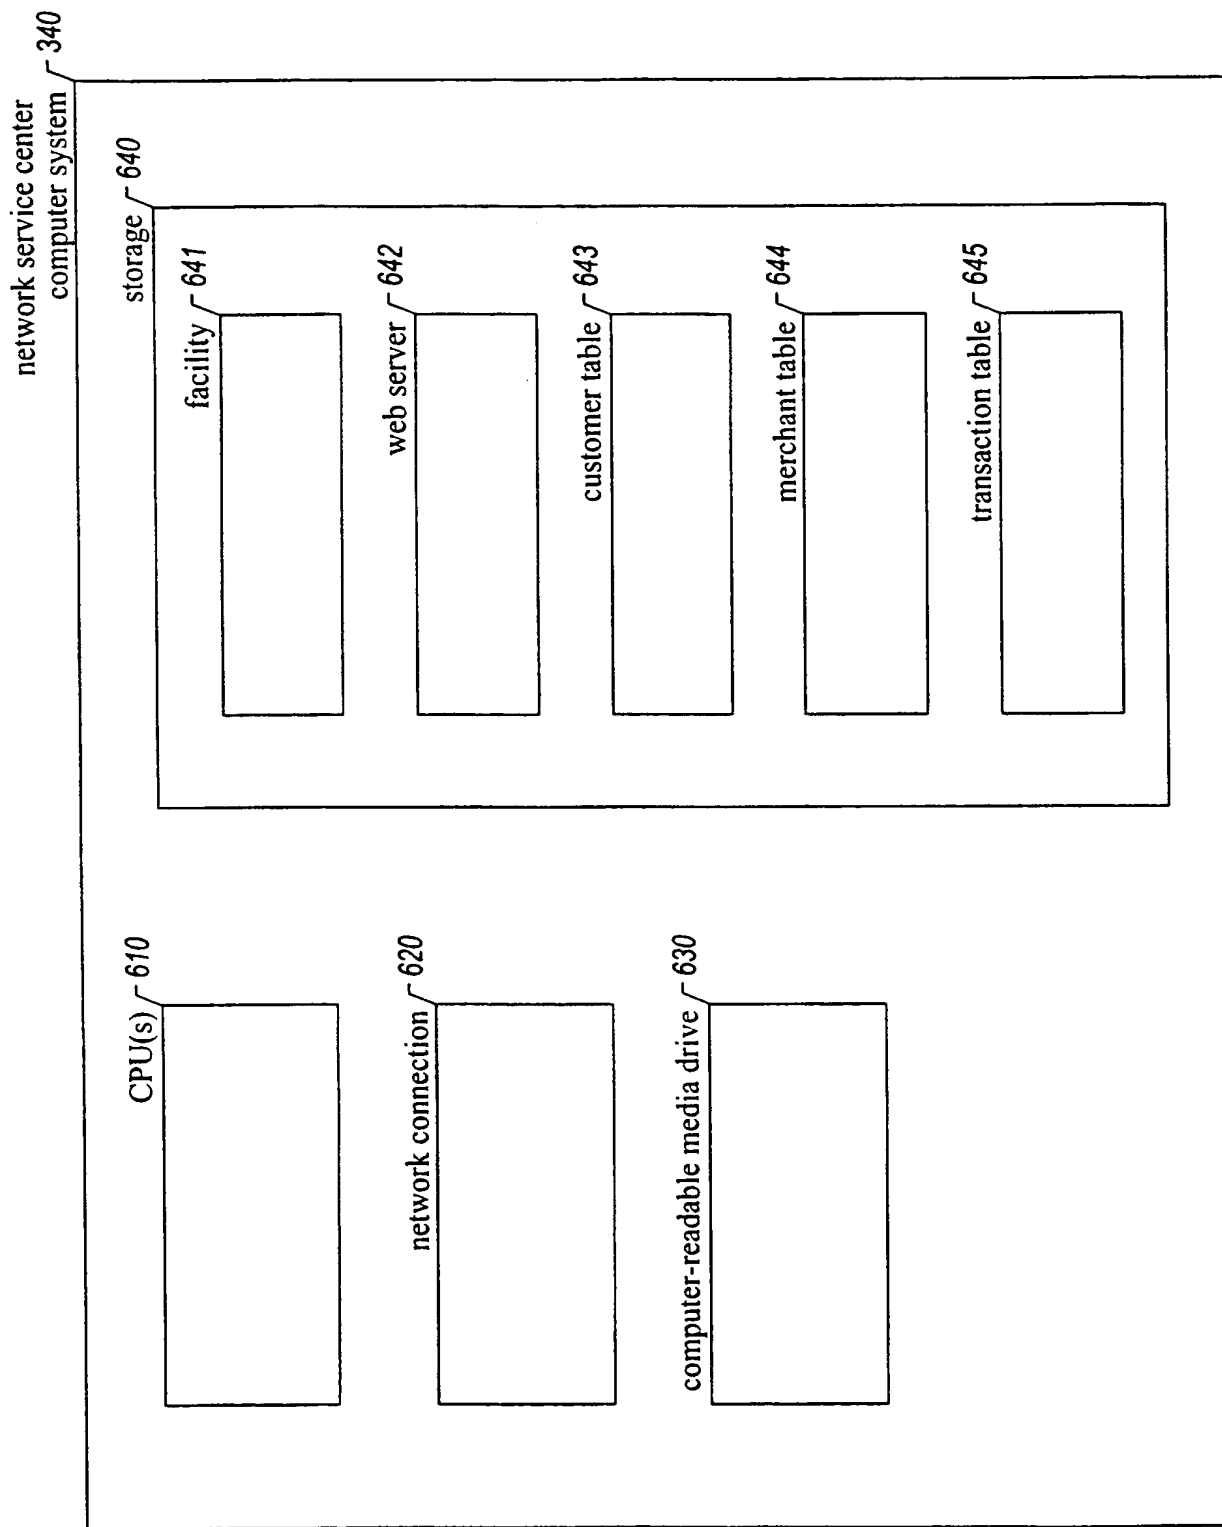 network service center
computer system 340
CPU(s) 610
network connection 620
computer-readable media drive 630
storage 640
facility 641
web server 642
customer table 643
merchant table 644
transaction table 645